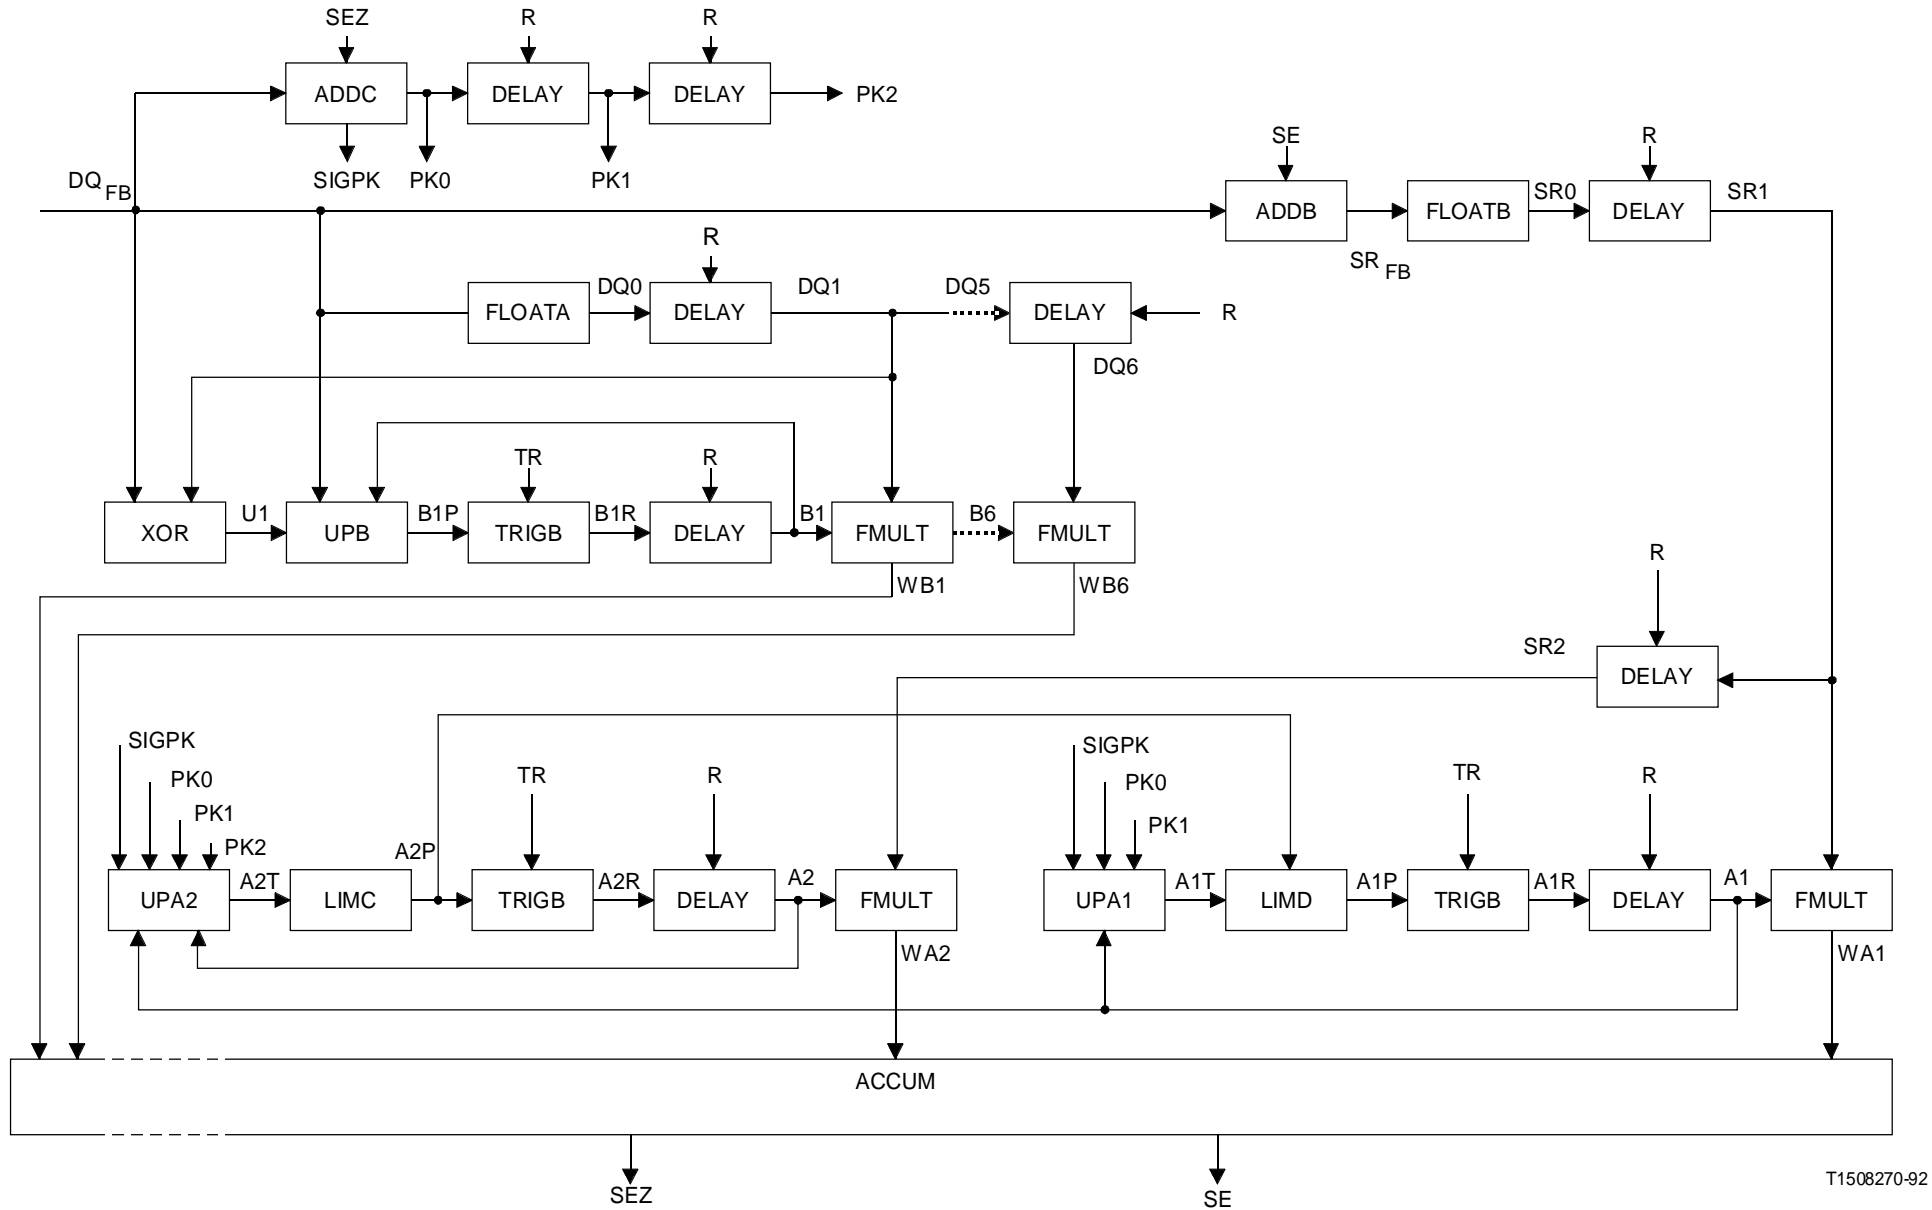 SEZ R R
ADDC DELAY DELAY PK2
SIGPK PK0 PK1
SE R
DQ FB
ADDB FLOATB SR0 DELAY SR1
SR FB
R
FLOATA DQ0 DELAY DQ1 DQ5 DELAY R
DQ6
TR R
XOR U1 UPB B1P TRIGB B1R DELAY B1 FMULT B6 FMULT
WB1 WB6
R
SR2 DELAY
SIGPK SIGPK
PK0 TR R PK0 TR R
PK1 PK1
PK2
UPA2 A2T LIMC A2P TRIGB A2R DELAY A2 FMULT UPA1 A1T LIMD A1P TRIGB A1R DELAY A1 FMULT
WA2 WA1
ACCUM
SEZ SE
T1508270-92